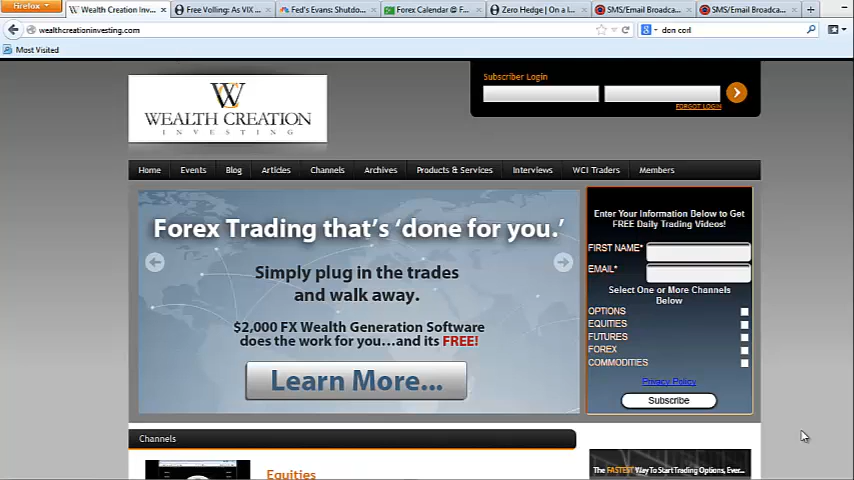 Firefox
Wealth Creation Inv...
Free Volling: As VIX ...
Fed's Evans: Shutdo...
Forex Calendar @ F...
Zero Hedge | On a l...
SMS/Email Broadca...
SMS/Email Broadca...
wealthcreationinvesting.com
don corl
Most Visited
Subscriber Login
FORGOT LOGIN
WEALTH CREATION
INVESTING
Home Events Blog Articles Channels Archives Products & Services Interviews WCI Traders Members
Forex Trading that's 'done for you.'
Simply plug in the trades
and walk away.
$2,000 FX Wealth Generation Software
does the work for you...and its FREE!
Learn More...
Enter Your Information Below to Get
FREE Daily Trading Videos!
FIRST NAME*
EMAIL*
Select One or More Channels
Below
OPTIONS
EQUITIES
FUTURES
FOREX
COMMODITIES
Privacy Policy
Subscribe
Channels
Equities
The FASTEST Way To Start Trading Options, Ever...